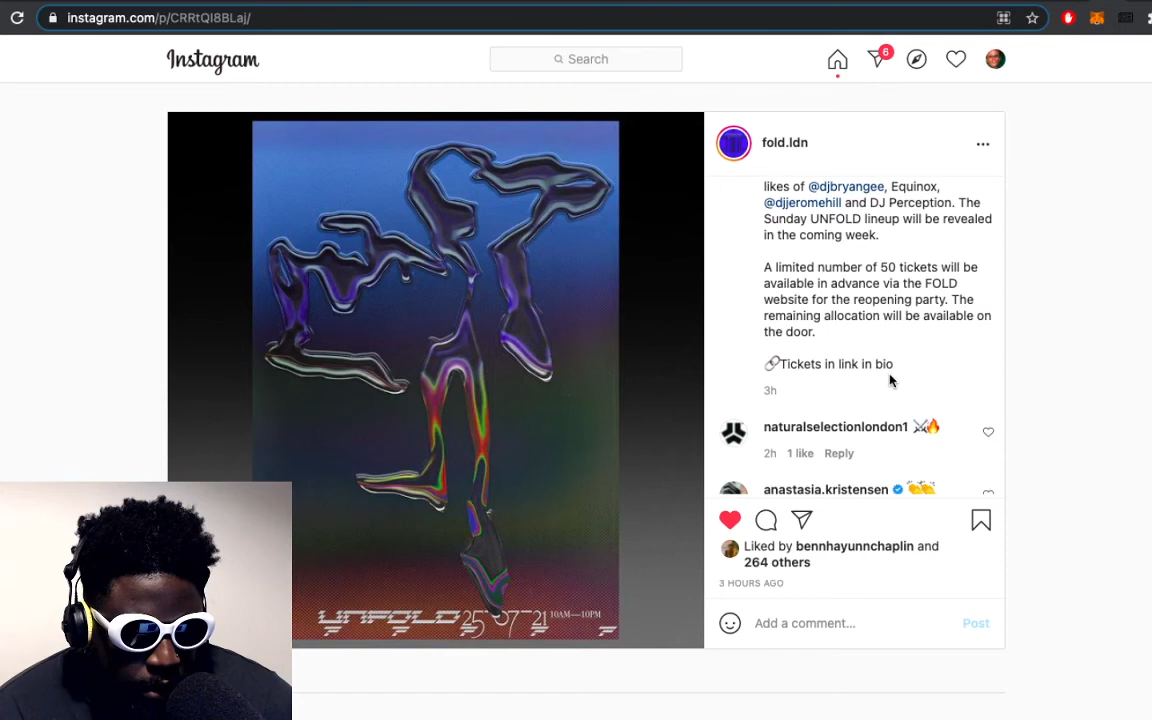 instagram.com/p/CRRtQI8BLaj/
Instagram
Search
6
fold.ldn
likes of @djbryangee, Equinox,
@djjeromehill and DJ Perception. The
Sunday UNFOLD lineup will be revealed
in the coming week.
A limited number of 50 tickets will be
available in advance via the FOLD
website for the reopening party. The
remaining allocation will be available on
the door.
🔗Tickets in link in bio
3h
naturalselectionlondon1 ⚔️🔥
2h 1 like Reply
anastasia.kristensen 👏👏
Liked by bennhayunnchaplin and
264 others
3 HOURS AGO
Add a comment... Post
UNFOLD 25 07 21 10AM—10PM